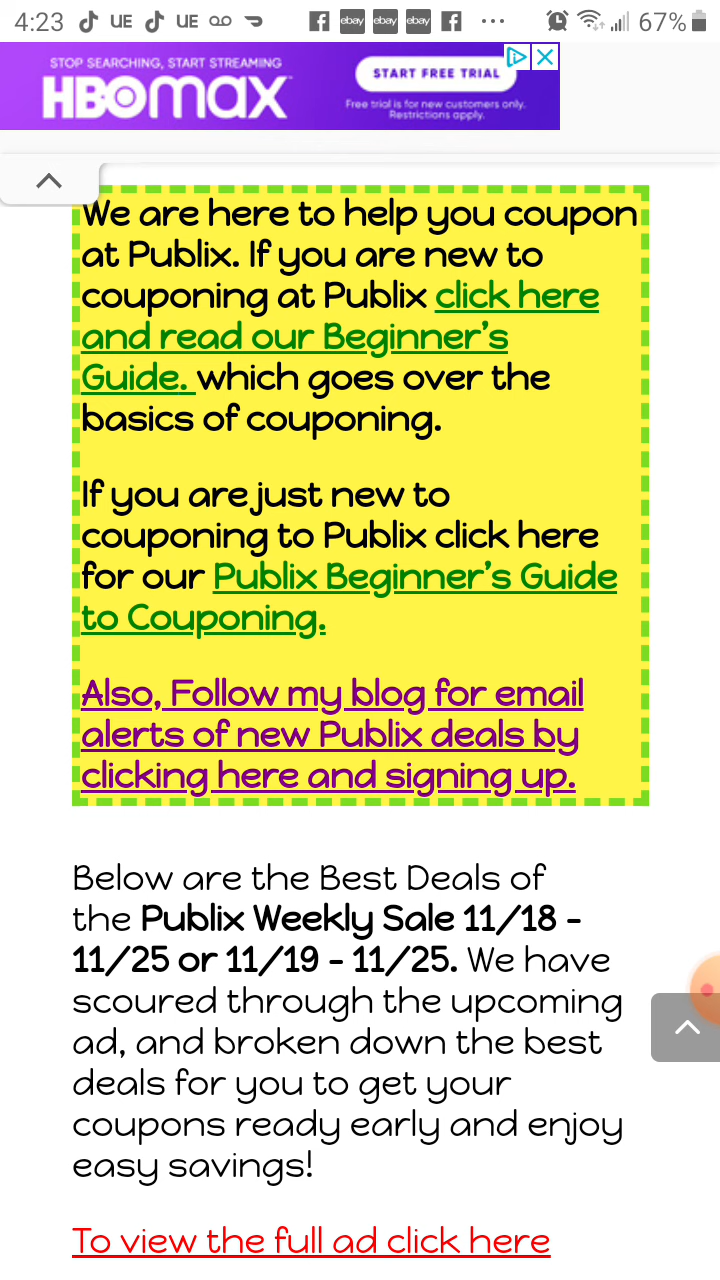 4:23 UE UE ebay ebay ebay 67%
STOP SEARCHING, START STREAMING
HBOmax
START FREE TRIAL
Free trial is for new customers only.
Restrictions apply.
We are here to help you coupon
at Publix. If you are new to
couponing at Publix click here
and read our Beginner's
Guide. which goes over the
basics of couponing.
If you are just new to
couponing to Publix click here
for our Publix Beginner's Guide
to Couponing.
Also, Follow my blog for email
alerts of new Publix deals by
clicking here and signing up.
Below are the Best Deals of
the Publix Weekly Sale 11/18 -
11/25 or 11/19 - 11/25. We have
scoured through the upcoming
ad, and broken down the best
deals for you to get your
coupons ready early and enjoy
easy savings!
To view the full ad click here